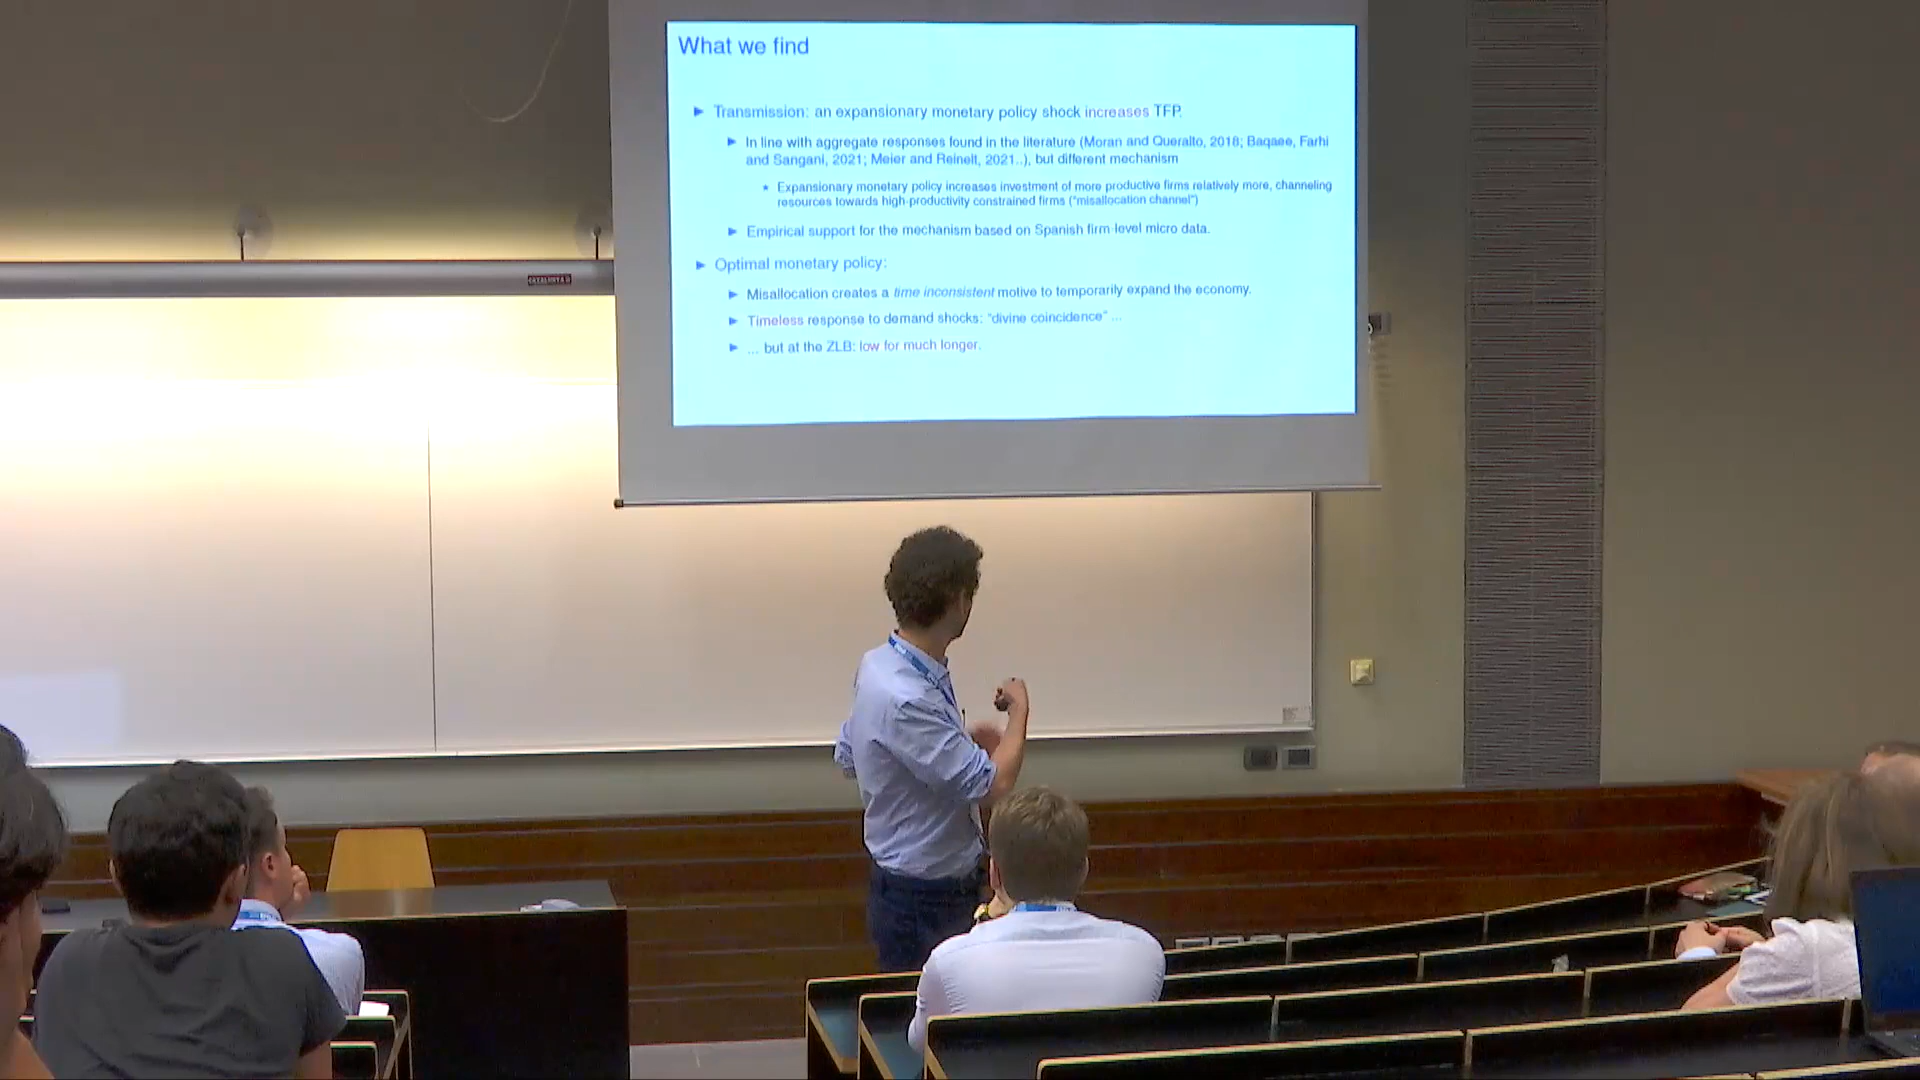 What we find
► Transmission: an expansionary monetary policy shock increases TFP.
► In line with aggregate responses found in the literature (Moran and Queralto, 2018; Baqaee, Farhi
and Sangani, 2021; Meier and Reinelt, 2021..), but different mechanism
★ Expansionary monetary policy increases investment of more productive firms relatively more, channeling
resources towards high-productivity constrained firms ("misallocation channel")
► Empirical support for the mechanism based on Spanish firm-level micro data.
► Optimal monetary policy:
► Misallocation creates a time inconsistent motive to temporarily expand the economy.
► Timeless response to demand shocks: "divine coincidence" ...
► ... but at the ZLB: low for much longer.